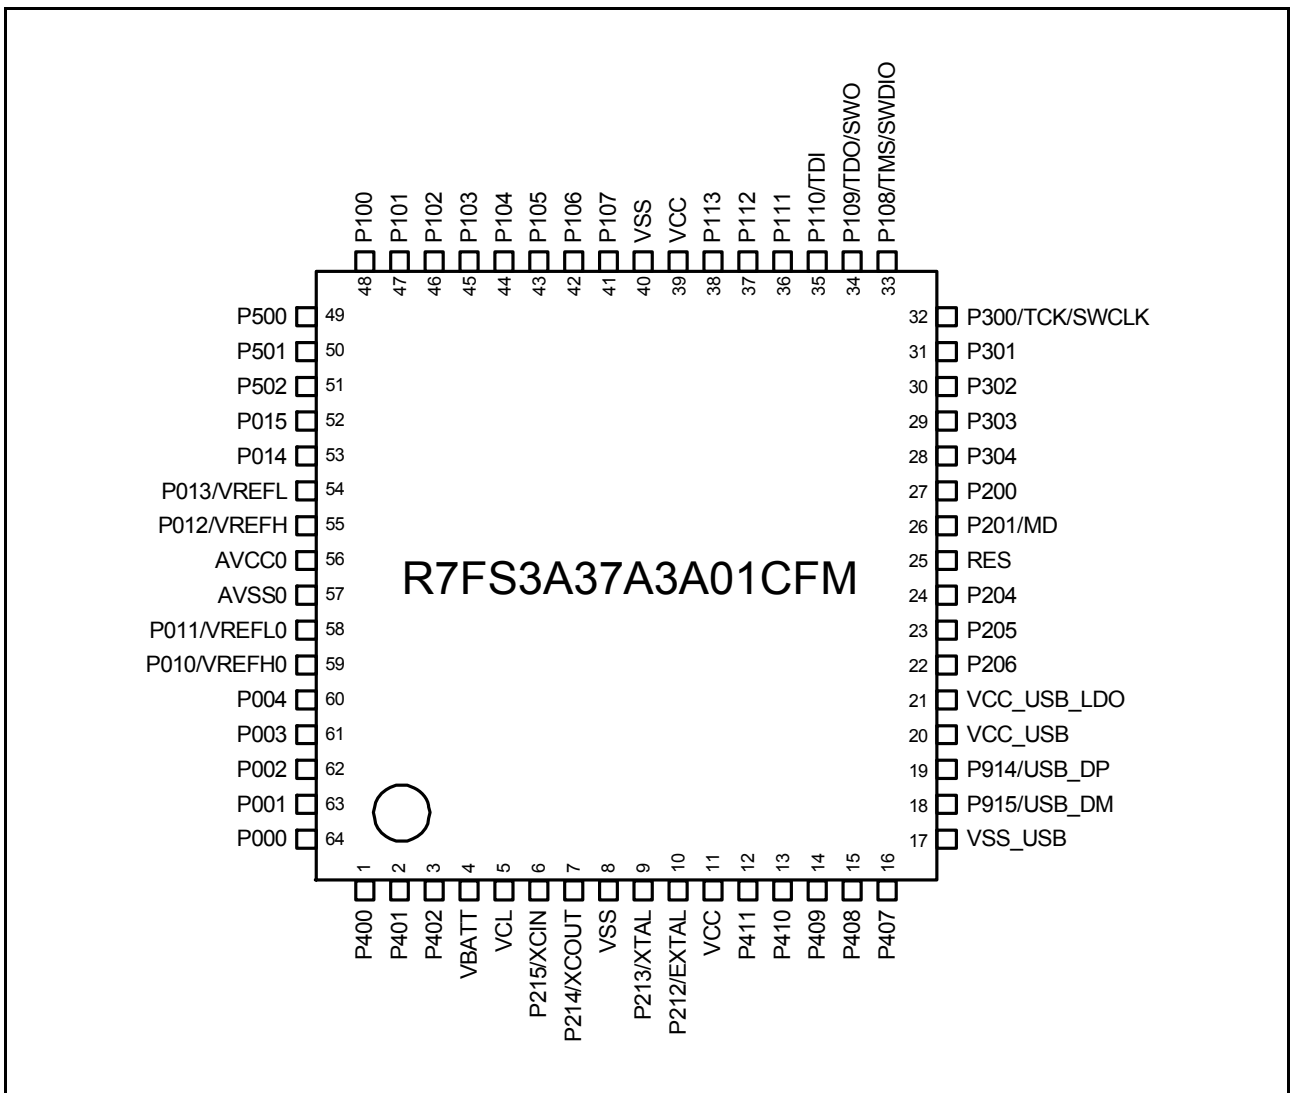 P100
P101
P102
P103
P104
P105
P106
P107
VSS
VCC
P113
P112
P111
P110/TDI
P109/TDO/SWO
P108/TMS/SWDIO
48
47
46
45
44
43
42
41
40
39
38
37
36
35
34
33
P500 49
P501 50
P502 51
P015 52
P014 53
P013/VREFL 54
P012/VREFH 55
AVCC0 56
AVSS0 57
P011/VREFL0 58
P010/VREFH0 59
P004 60
P003 61
P002 62
P001 63
P000 64
R7FS3A37A3A01CFM
32 P300/TCK/SWCLK
31 P301
30 P302
29 P303
28 P304
27 P200
26 P201/MD
25 RES
24 P204
23 P205
22 P206
21 VCC_USB_LDO
20 VCC_USB
19 P914/USB_DP
18 P915/USB_DM
17 VSS_USB
1
2
3
4
5
6
7
8
9
10
11
12
13
14
15
16
P400
P401
P402
VBATT
VCL
P215/XCIN
P214/XCOUT
VSS
P213/XTAL
P212/EXTAL
VCC
P411
P410
P409
P408
P407